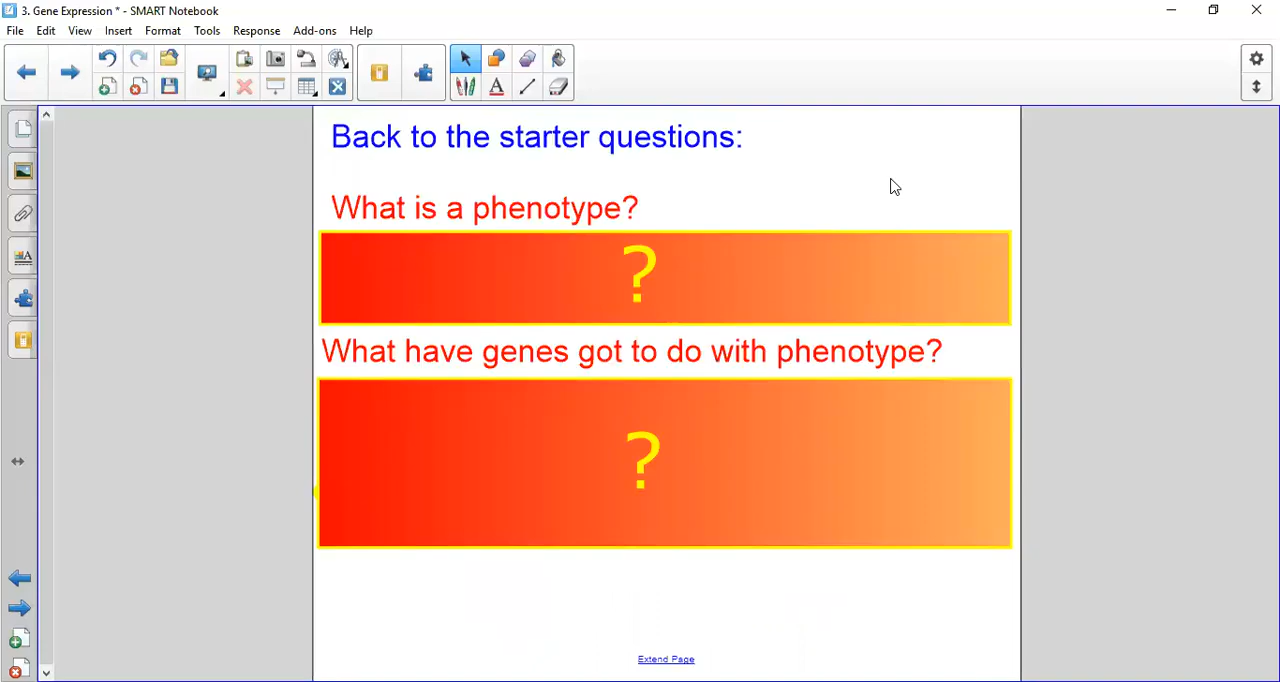 3. Gene Expression * - SMART Notebook
File Edit View Insert Format Tools Response Add-ons Help
Back to the starter questions:
What is a phenotype?
?
What have genes got to do with phenotype?
?
Extend Page